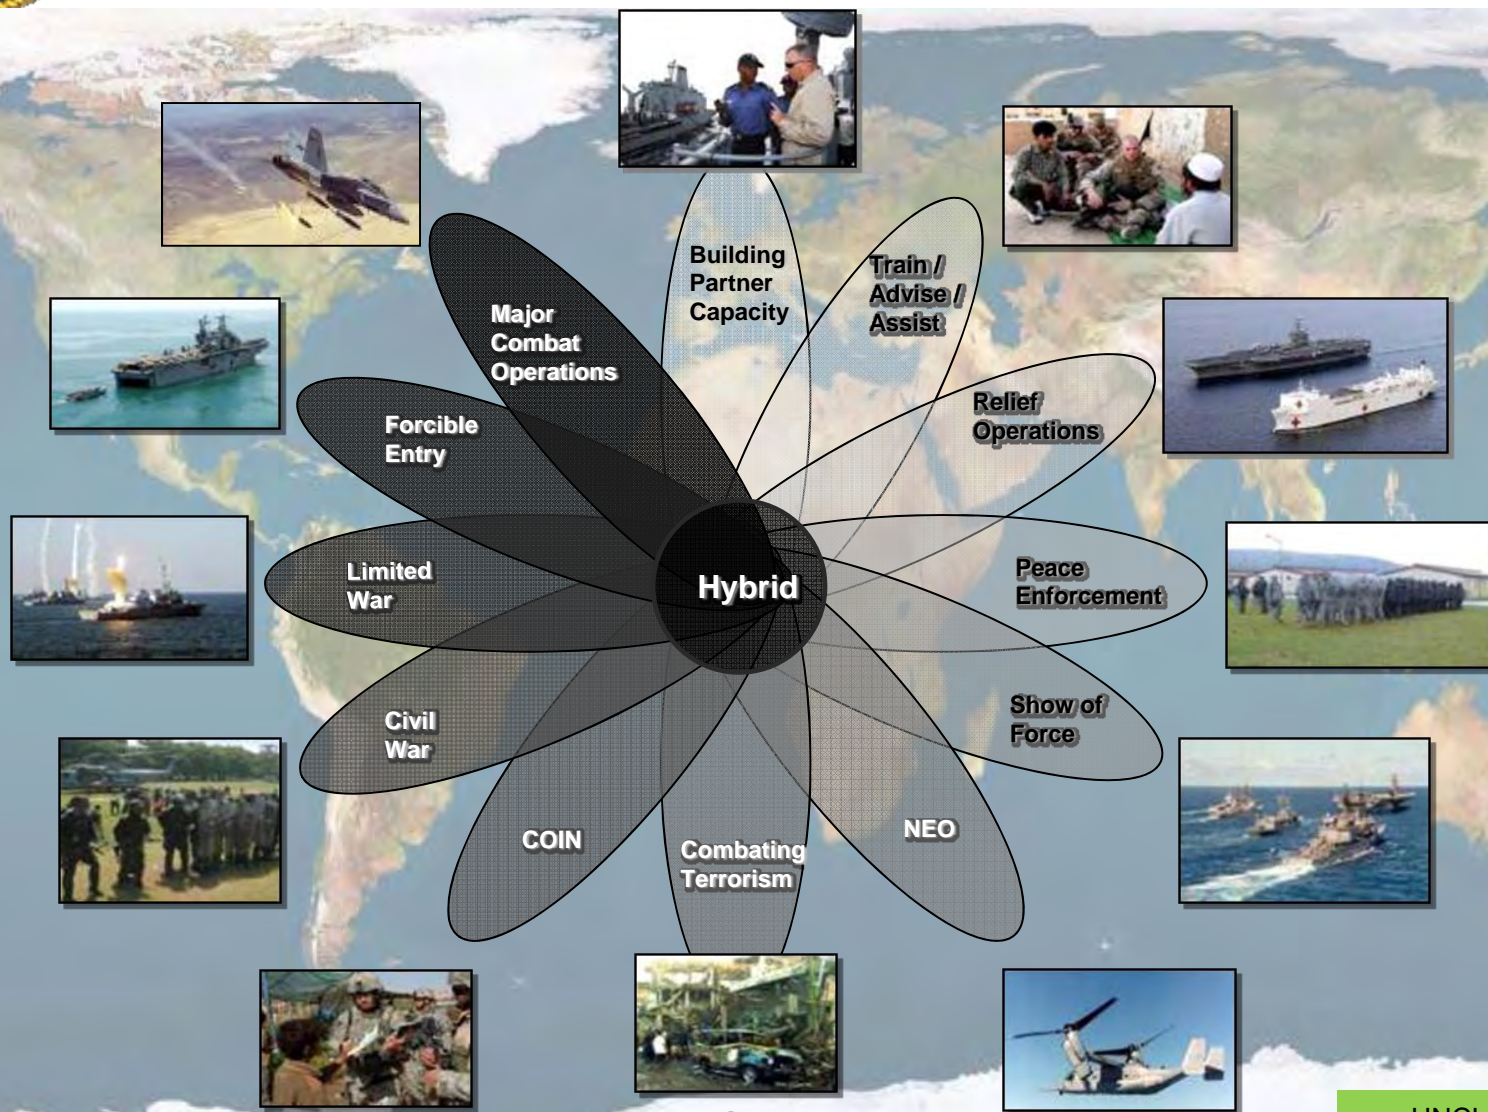 Building
Partner
Capacity
Train /
Advise /
Assist
Major
Combat
Operations
Relief
Operations
Forcible
Entry
Limited
War
Hybrid
Peace
Enforcement
Civil
War
Show of
Force
COIN
Combating
Terrorism
NEO